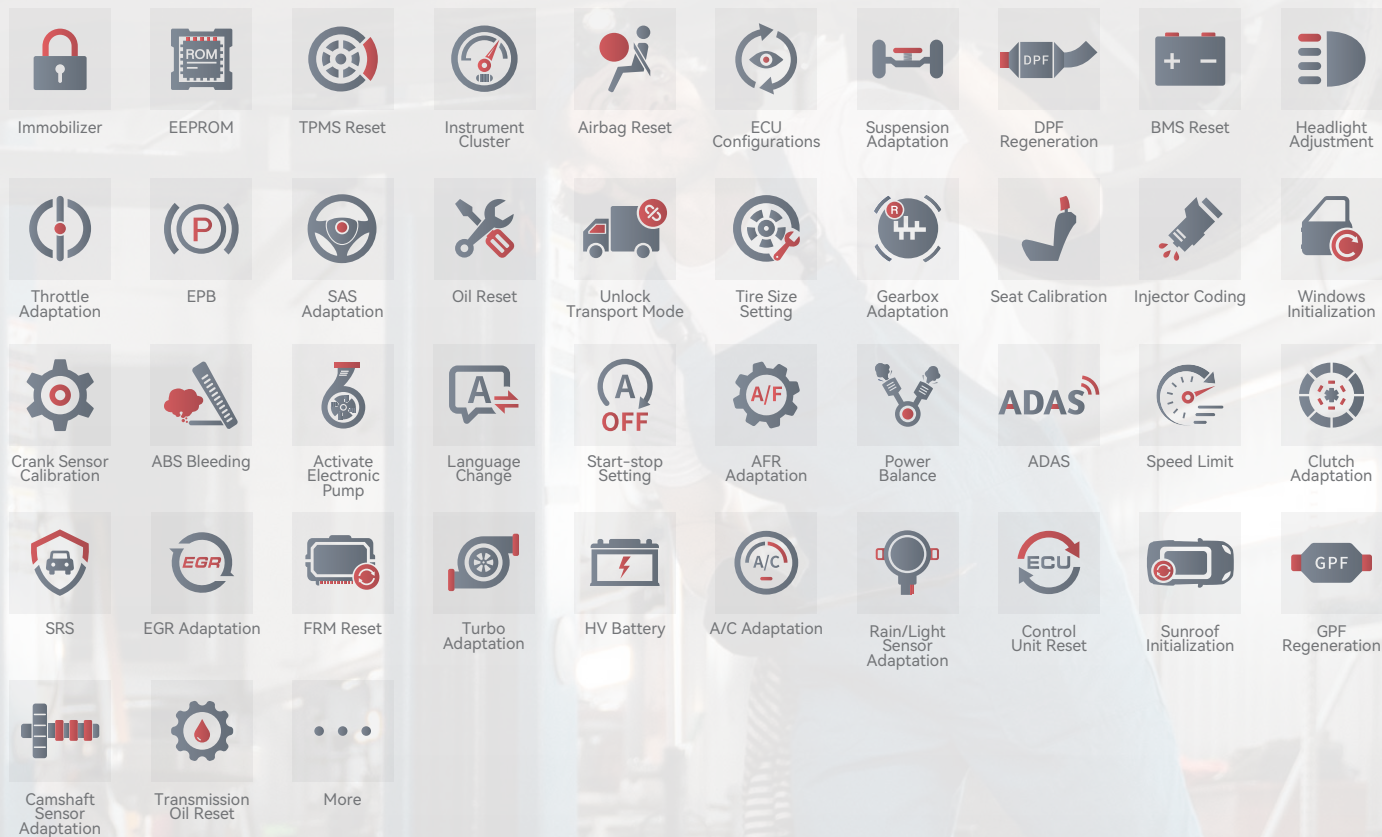 ROM
DPF
Immobilizer
EEPROM
TPMS Reset
Instrument
Cluster
Airbag Reset
ECU
Configurations
Suspension
Adaptation
DPF
Regeneration
BMS Reset
Headlight
Adjustment
P
R
Throttle
Adaptation
EPB
SAS
Adaptation
Oil Reset
Unlock
Transport Mode
Tire Size
Setting
Gearbox
Adaptation
Seat Calibration
Injector Coding
Windows
Initialization
A
A
OFF
A/F
ADAS
Crank Sensor
Calibration
ABS Bleeding
Activate
Electronic
Pump
Language
Change
Start-stop
Setting
AFR
Adaptation
Power
Balance
ADAS
Speed Limit
Clutch
Adaptation
EGR
A/C
ECU
GPF
SRS
EGR Adaptation
FRM Reset
Turbo
Adaptation
HV Battery
A/C Adaptation
Rain/Light
Sensor
Adaptation
Control
Unit Reset
Sunroof
Initialization
GPF
Regeneration
Camshaft
Sensor
Adaptation
Transmission
Oil Reset
More